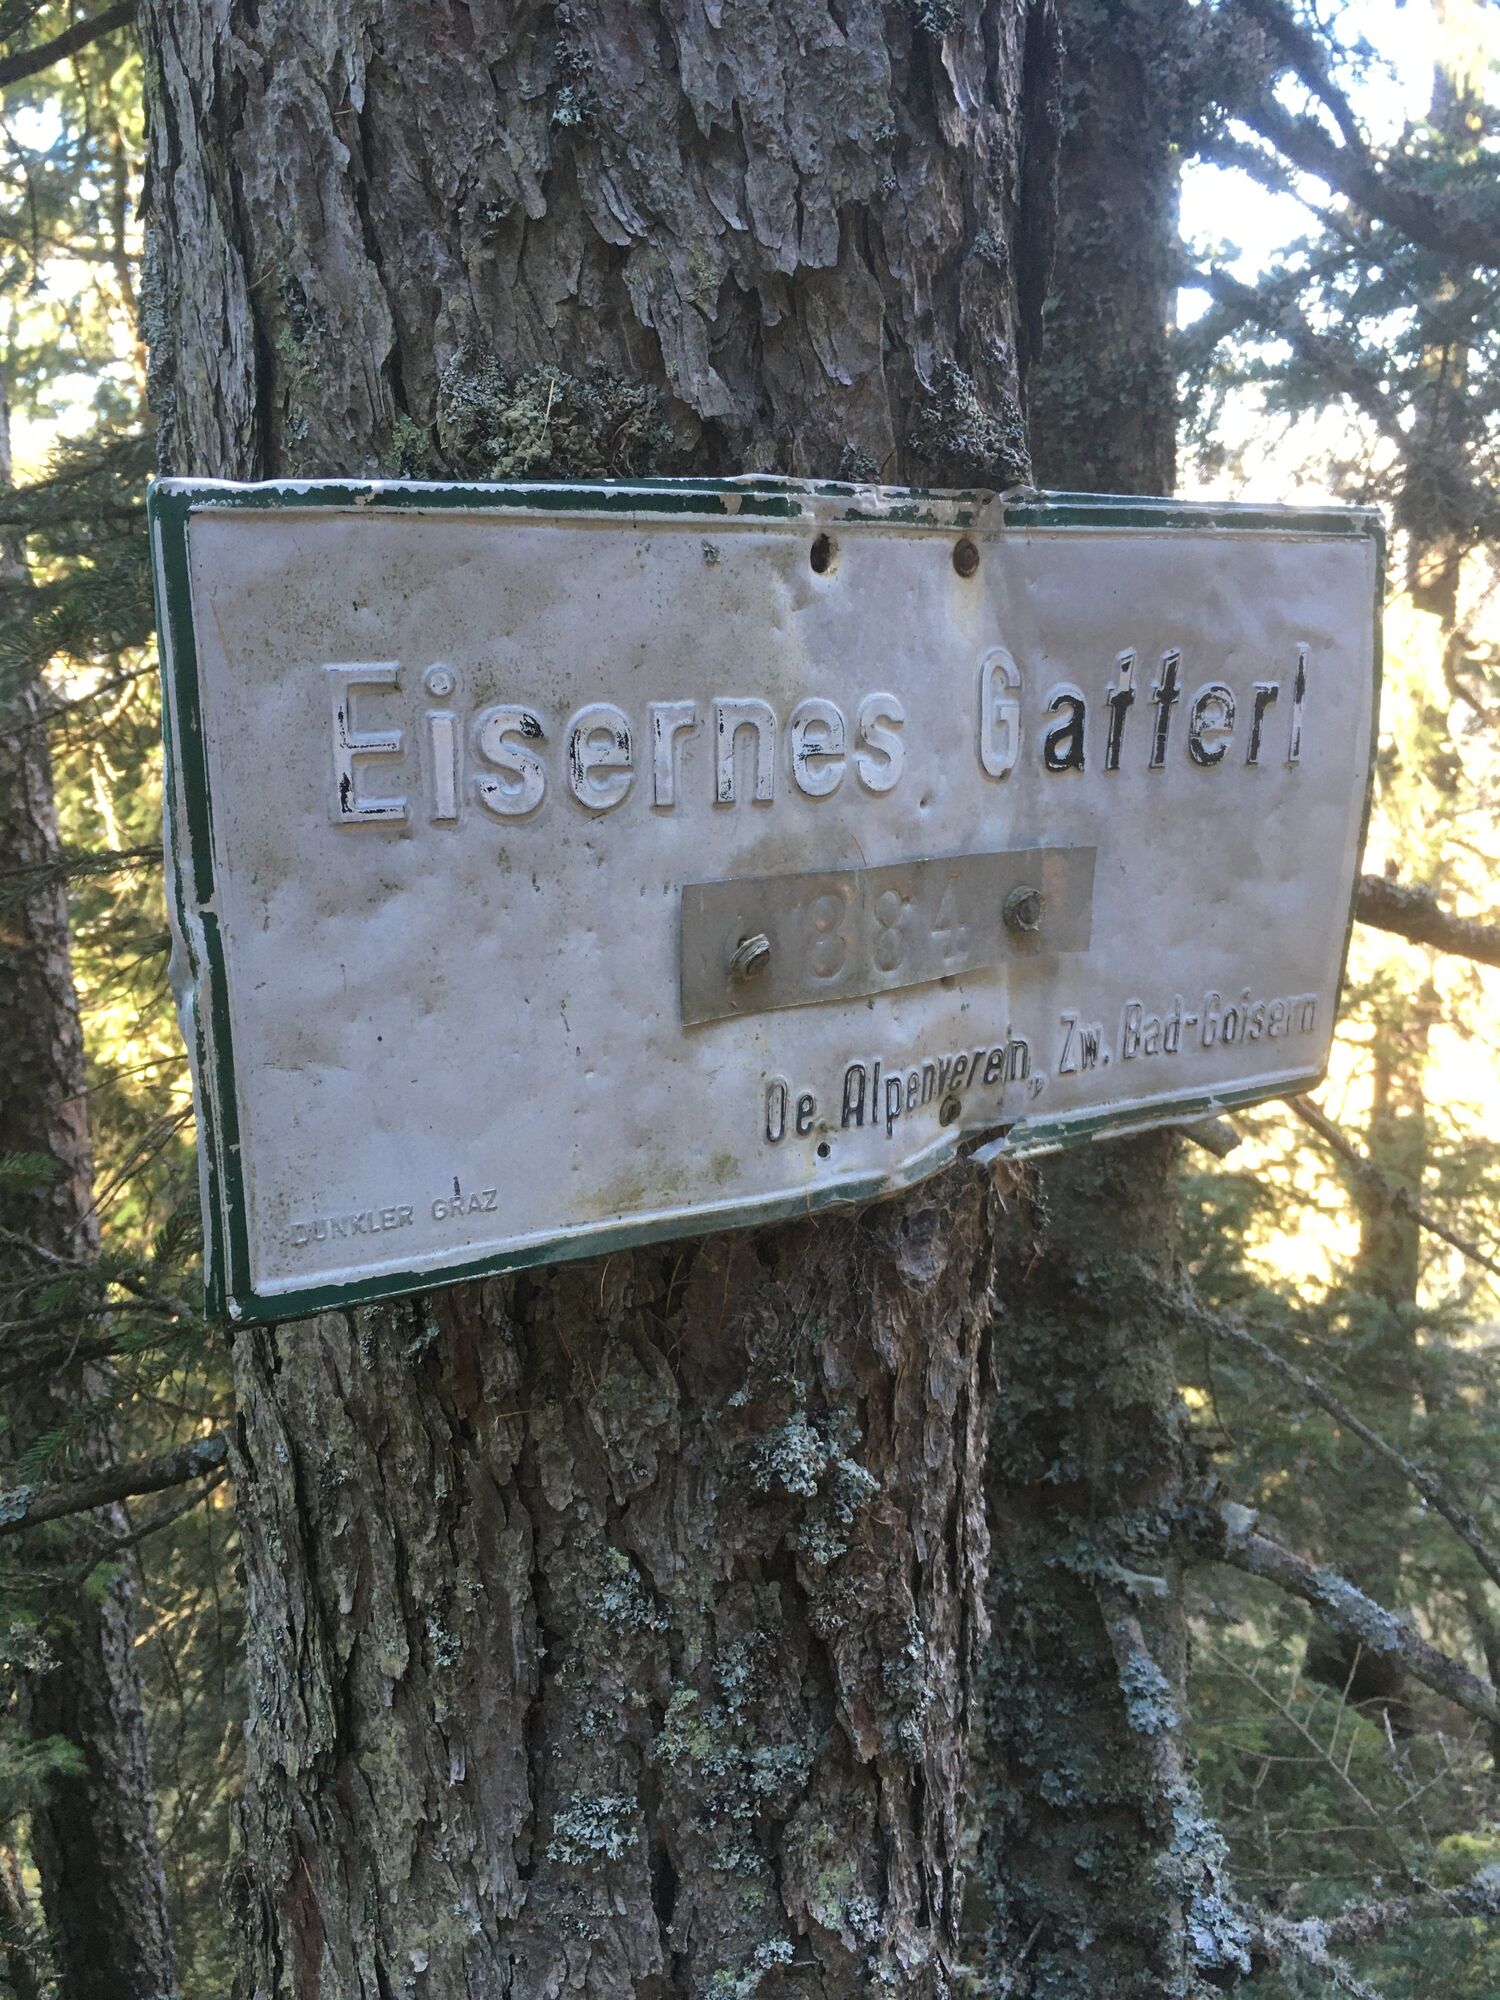 Eisernes Gatterl
884
Oe. Alpenverein, Zw. Bad-Goisern
DUNKLER GRAZ